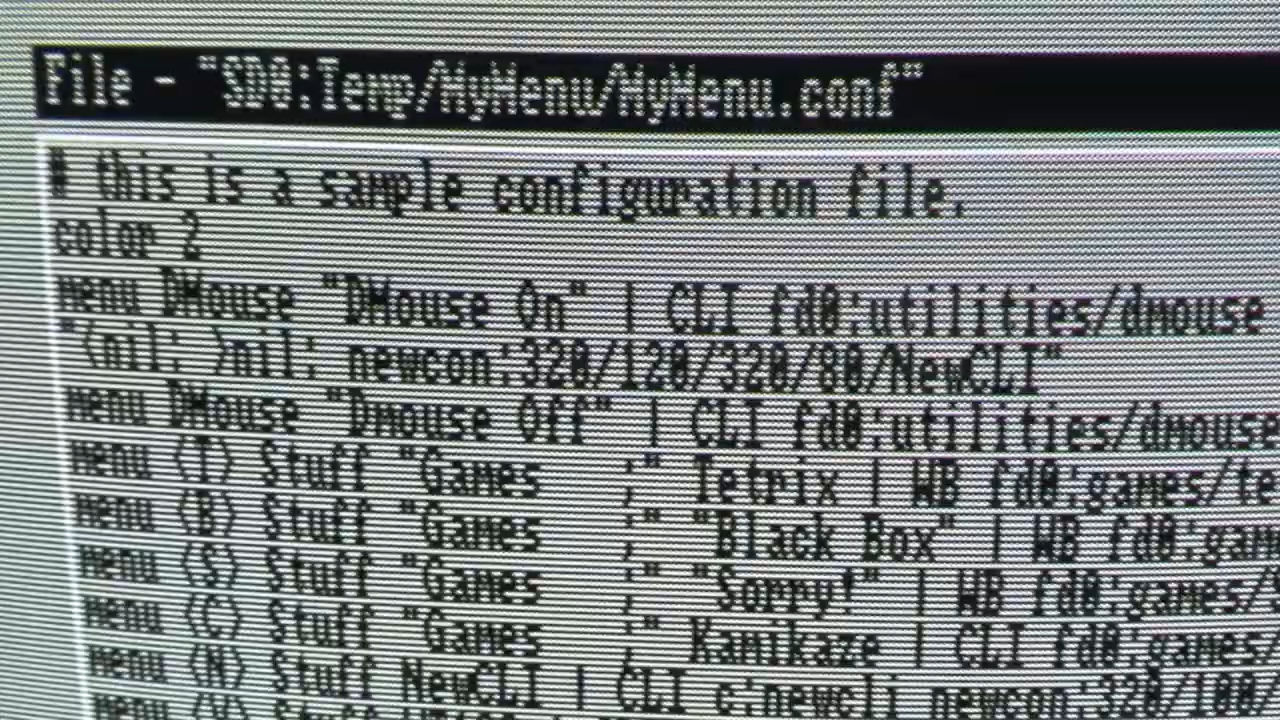 File - "SD0:Temp/MyMenu/MyMenu.conf"
# this is a sample configuration file.
color 2
menu DMouse "DMouse On" | CLI fd0:utilities/dmouse
"<nil: >nil: newcon:320/120/320/80/NewCLI"
menu DMouse "Dmouse Off" | CLI fd0:utilities/dmouse
menu <T> Stuff "Games ;" Tetrix | WB fd0:games/te
menu <B> Stuff "Games ;" "Black Box" | WB fd0:gam
menu <S> Stuff "Games ;" "Sorry!" | WB fd0:games/
menu <C> Stuff "Games ;" Kamikaze | CLI fd0:games/
menu <N> Stuff NewCLI | CLI c:newcli newcon:320/100/